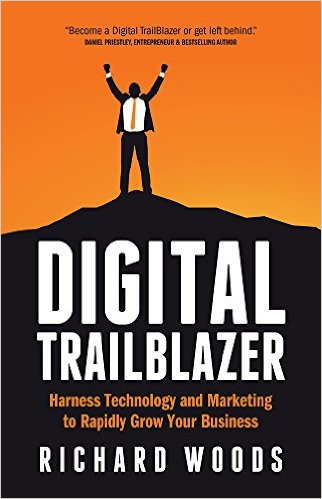 "Become a Digital TrailBlazer or get left behind."
DANIEL PRIESTLEY, ENTREPRENEUR & BESTSELLING AUTHOR
DIGITAL
TRAILBLAZER
Harness Technology and Marketing
to Rapidly Grow Your Business
RICHARD WOODS